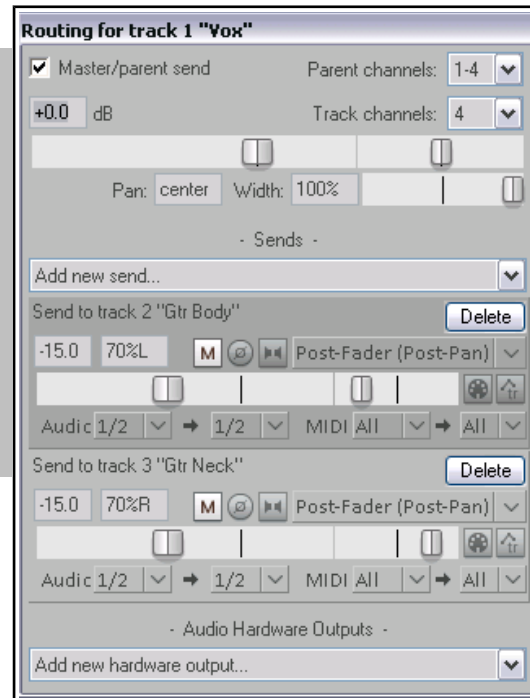 Routing for track 1 "Vox"
Master/parent send Parent channels: 1-4
+0.0 dB Track channels: 4
Pan: center Width: 100%
- Sends -
Add new send...
Send to track 2 "Gtr Body" Delete
-15.0 70%L M Post-Fader (Post-Pan)
tr
Audio 1/2 1/2 MIDI All All
Send to track 3 "Gtr Neck" Delete
-15.0 70%R M Post-Fader (Post-Pan)
tr
Audio 1/2 1/2 MIDI All All
- Audio Hardware Outputs -
Add new hardware output...